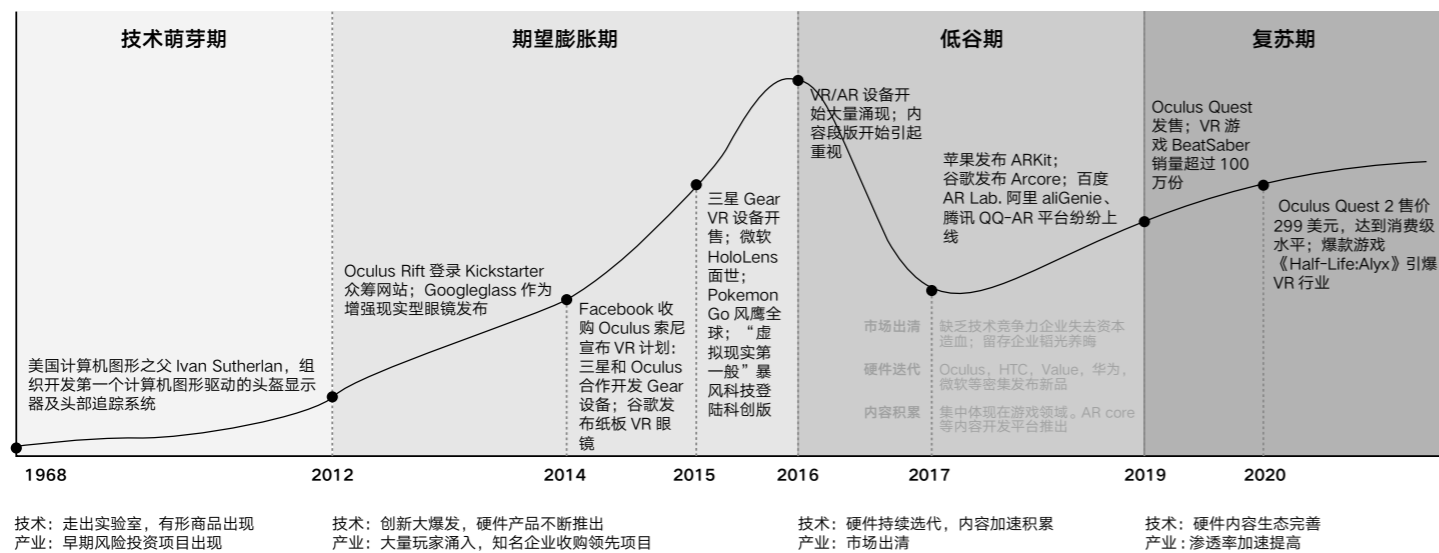 技术萌芽期
期望膨胀期
低谷期
复苏期
美国计算机图形之父 Ivan Sutherlan，组
织开发第一个计算机图形驱动的头盔显示
器及头部追踪系统
Oculus Rift 登录 Kickstarter
众筹网站；Googleglass 作为
增强现实型眼镜发布
Facebook 收
购 Oculus 索尼
宣布 VR 计划：
三星和 Oculus
合作开发 Gear
设备；谷歌发
布纸板 VR 眼
镜
三星 Gear
VR 设备开
售；微软
HoloLens
面世；
Pokemon
Go 风鹰全
球；“虚
拟现实第
一般”暴
风科技登
陆科创版
VR/AR 设备开
始大量涌现；内
容段版开始引起
重视
苹果发布 ARKit；
谷歌发布 Arcore；百度
AR Lab. 阿里 aliGenie、
腾讯 QQ-AR 平台纷纷上
线
市场出清
缺乏技术竞争力企业失去资本
造血；留存企业韬光养晦
硬件迭代
Oculus，HTC，Value，华为，
微软等密集发布新品
内容积累
集中体现在游戏领域。AR core
等内容开发平台推出
Oculus Quest
发售；VR 游
戏 BeatSaber
销量超过 100
万份
Oculus Quest 2 售价
299 美元，达到消费级
水平；爆款游戏
《Half-Life:Alyx》引爆
VR 行业
1968
2012
2014
2015
2016
2017
2019
2020
技术：走出实验室，有形商品出现
产业：早期风险投资项目出现
技术：创新大爆发，硬件产品不断推出
产业：大量玩家涌入，知名企业收购领先项目
技术：硬件持续选代，内容加速积累
产业：市场出清
技术：硬件内容生态完善
产业：渗透率加速提高